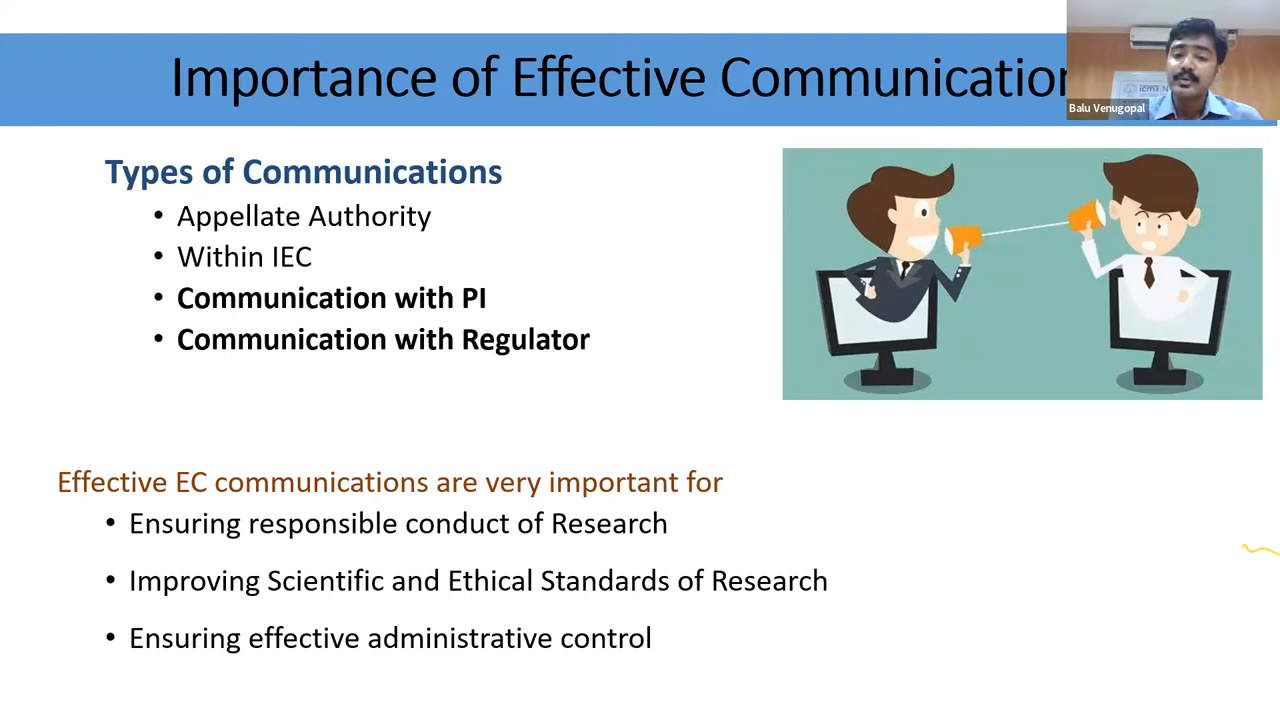 Importance of Effective Communication
Balu Venugopal
Types of Communications
• Appellate Authority
• Within IEC
• Communication with PI
• Communication with Regulator
Effective EC communications are very important for
• Ensuring responsible conduct of Research
• Improving Scientific and Ethical Standards of Research
• Ensuring effective administrative control